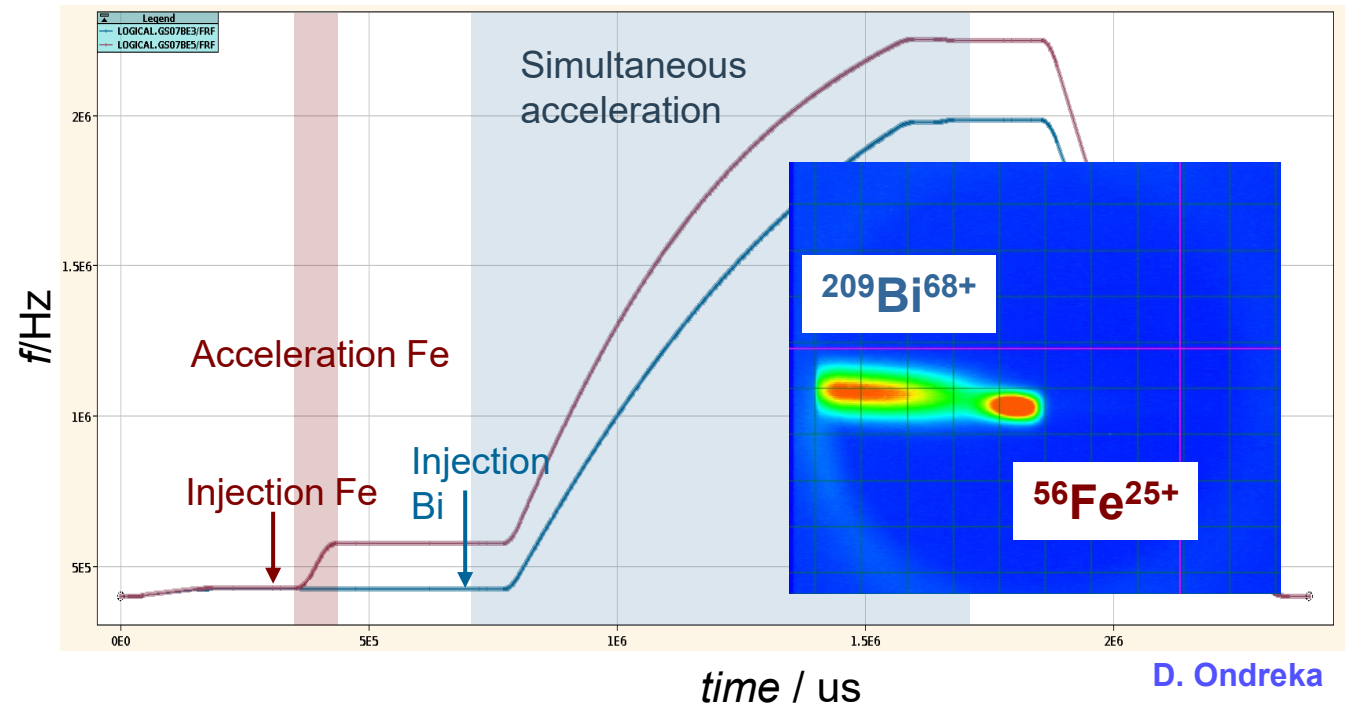 Legend
LOGICAL.GS07BE3/FRF
LOGICAL.GS07BE5/FRF
Simultaneous
acceleration
2E6
1.5E6
209Bi68+
f/Hz
Acceleration Fe
1E6
Injection
Bi
Injection Fe
56Fe25+
5E5
0E0
5E5
1E6
1.5E6
2E6
time / us
D. Ondreka